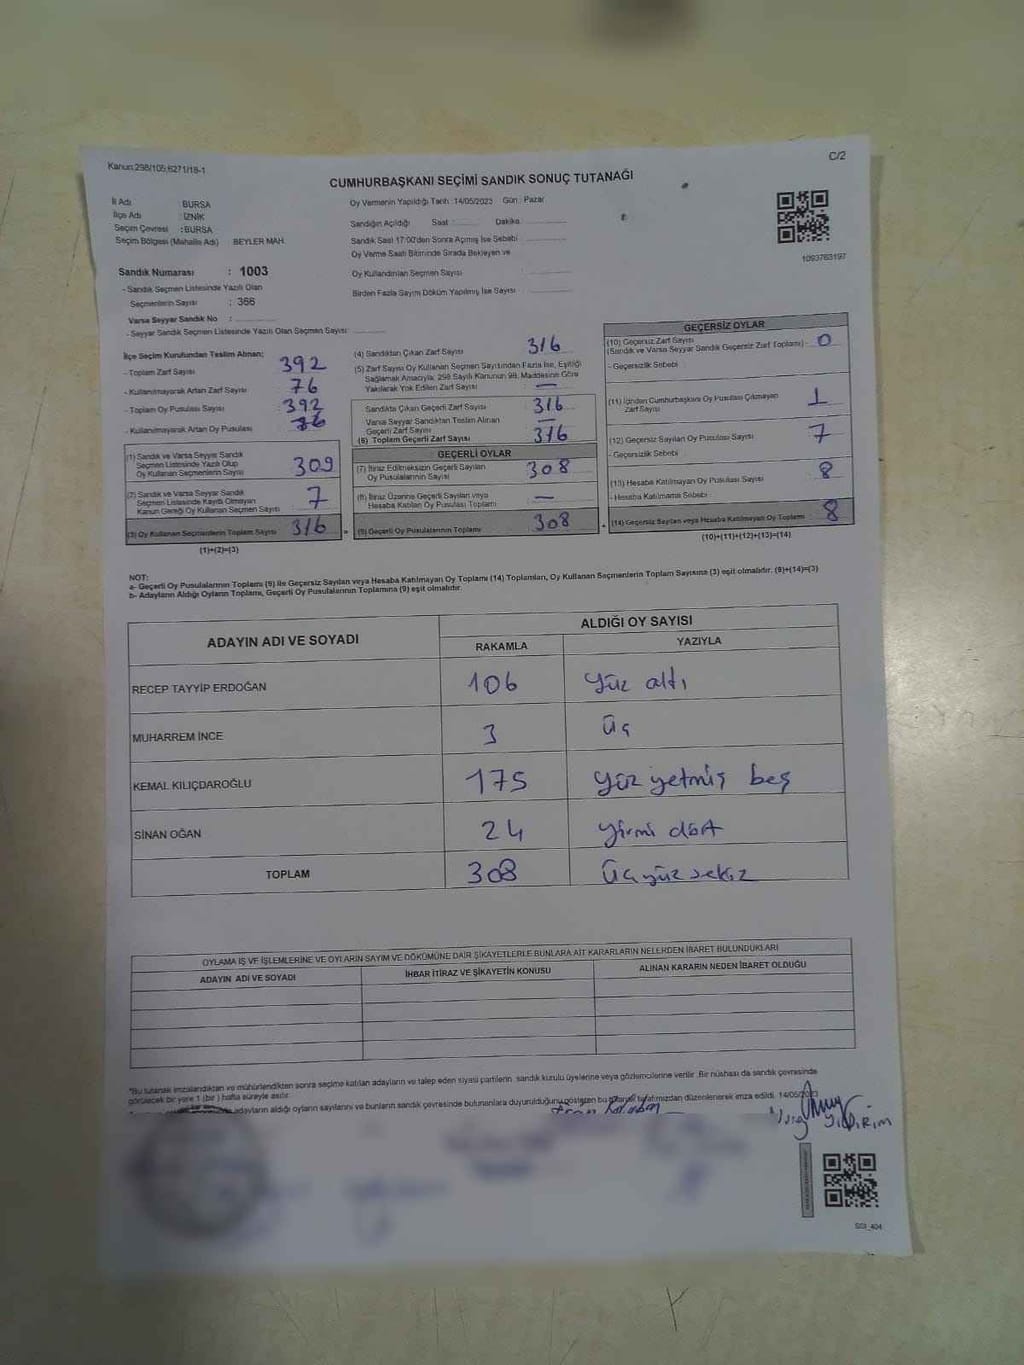 Kanun:298/105,6271/18-1
C/2
CUMHURBAŞKANI SEÇİMİ SANDIK SONUÇ TUTANAĞI
İl Adı BURSA
İlçe Adı :İZNİK
Seçim Çevresi :BURSA
Seçim Bölgesi (Mahalle Adı) BEYLER MAH.
Oy Vermenin Yapıldığı Tarih :14/05/2023 Gün : Pazar
Sandığın Açıldığı Saat : Dakika :
Sandık Saat 17:00'den Sonra Açılmış İse Sebebi
Oy Verme Saati Bitiminde Sırada Bekleyen ve
Oy Kullandırılan Seçmen Sayısı :
Birden Fazla Sayım Döküm Yapılmış İse Sayısı :
1093763197
Sandık Numarası : 1003
- Sandık Seçmen Listesinde Yazılı Olan
Seçmenlerin Sayısı : 366
Varsa Seyyar Sandık No :
- Seyyar Sandık Seçmen Listesinde Yazılı Olan Seçmen Sayısı:
İlçe Seçim Kurulundan Teslim Alınan;
- Toplam Zarf Sayısı 392
- Kullanılmayarak Artan Zarf Sayısı 76
- Toplam Oy Pusulası Sayısı 392
- Kullanılmayarak Artan Oy Pusulası 76
(1) Sandık ve Varsa Seyyar Sandık
Seçmen Listesinde Yazılı Olup
Oy Kullanan Seçmenlerin Sayısı 309
(2) Sandık ve Varsa Seyyar Sandık
Seçmen Listesinde Kayıtlı Olmayan
Kanun Gereği Oy Kullanan Seçmen Sayısı 7
(3) Oy Kullanan Seçmenlerin Toplam Sayısı 316
(1)+(2)=(3)
(4) Sandıktan Çıkan Zarf Sayısı 316
(5) Zarf Sayısı Oy Kullanan Seçmen Sayısından Fazla İse, Eşitliği
Sağlamak Amacıyla, 298 Sayılı Kanunun 98. Maddesine Göre
Yakılarak Yok Edilen Zarf Sayısı —
Sandıkta Çıkan Geçerli Zarf Sayısı 316
Varsa Seyyar Sandıktan Teslim Alınan
Geçerli Zarf Sayısı —
(6) Toplam Geçerli Zarf Sayısı 316
GEÇERLİ OYLAR
(7) İtiraz Edilmeksizin Geçerli Sayılan
Oy Pusulalarının Sayısı 308
(8) İtiraz Üzerine Geçerli Sayılan veya
Hesaba Katılan Oy Pusulası Toplamı —
(9) Geçerli Oy Pusulalarının Toplamı 308
GEÇERSİZ OYLAR
(10) Geçersiz Zarf Sayısı
(Sandık ve Varsa Seyyar Sandık Geçersiz Zarf Toplamı) 0
- Geçersizlik Sebebi :
(11) İçinden Cumhurbaşkanı Oy Pusulası Çıkmayan
Zarf Sayısı 1
(12) Geçersiz Sayılan Oy Pusulası Sayısı 7
- Geçersizlik Sebebi :
(13) Hesaba Katılmayan Oy Pusulası Sayısı 8
- Hesaba Katılmama Sebebi :
(14) Geçersiz Sayılan veya Hesaba Katılmayan Oy Toplamı 8
(10)+(11)+(12)+(13)=(14)
NOT:
a- Geçerli Oy Pusulalarının Toplamı (9) ile Geçersiz Sayılan veya Hesaba Katılmayan Oy Toplamı (14) Toplamları, Oy Kullanan Seçmenlerin Toplam Sayısına (3) eşit olmalıdır. (9)+(14)=(3)
b- Adayların Aldığı Oyların Toplamı, Geçerli Oy Pusulalarının Toplamına (9) eşit olmalıdır.
ADAYIN ADI VE SOYADI
ALDIĞI OY SAYISI
RAKAMLA YAZIYLA
RECEP TAYYİP ERDOĞAN 106 Yüz altı
MUHARREM İNCE 3 Üç
KEMAL KILIÇDAROĞLU 175 Yüz yetmiş beş
SİNAN OĞAN 24 Yirmi dört
TOPLAM 308 Üçyüz sekiz
OYLAMA İŞ VE İŞLEMLERİNE VE OYLARIN SAYIM VE DÖKÜMÜNE DAİR ŞİKAYETLERLE BUNLARA AİT KARARLARIN NELERDEN İBARET BULUNDUKLARI
ADAYIN ADI VE SOYADI İHBAR İTİRAZ VE ŞİKAYETİN KONUSU ALINAN KARARIN NEDEN İBARET OLDUĞU
*Bu tutanak imzalandıktan ve mühürlendikten sonra seçime katılan adayların ve talep eden siyasi partilerin sandık kurulu üyelerine veya gözlemcilerine verilir .Bir nüshası da sandık çevresinde
görülecek bir yere 1 (bir ) hafta süreyle asılır.
adayların aldığı oyların sayılarını ve bunların sandık çevresinde bulunanlara duyurulduğunu gösteren bu tutanak tarafımızdan düzenlenerek imza edildi. 14/05/2023
YILDIRIM
S03_404